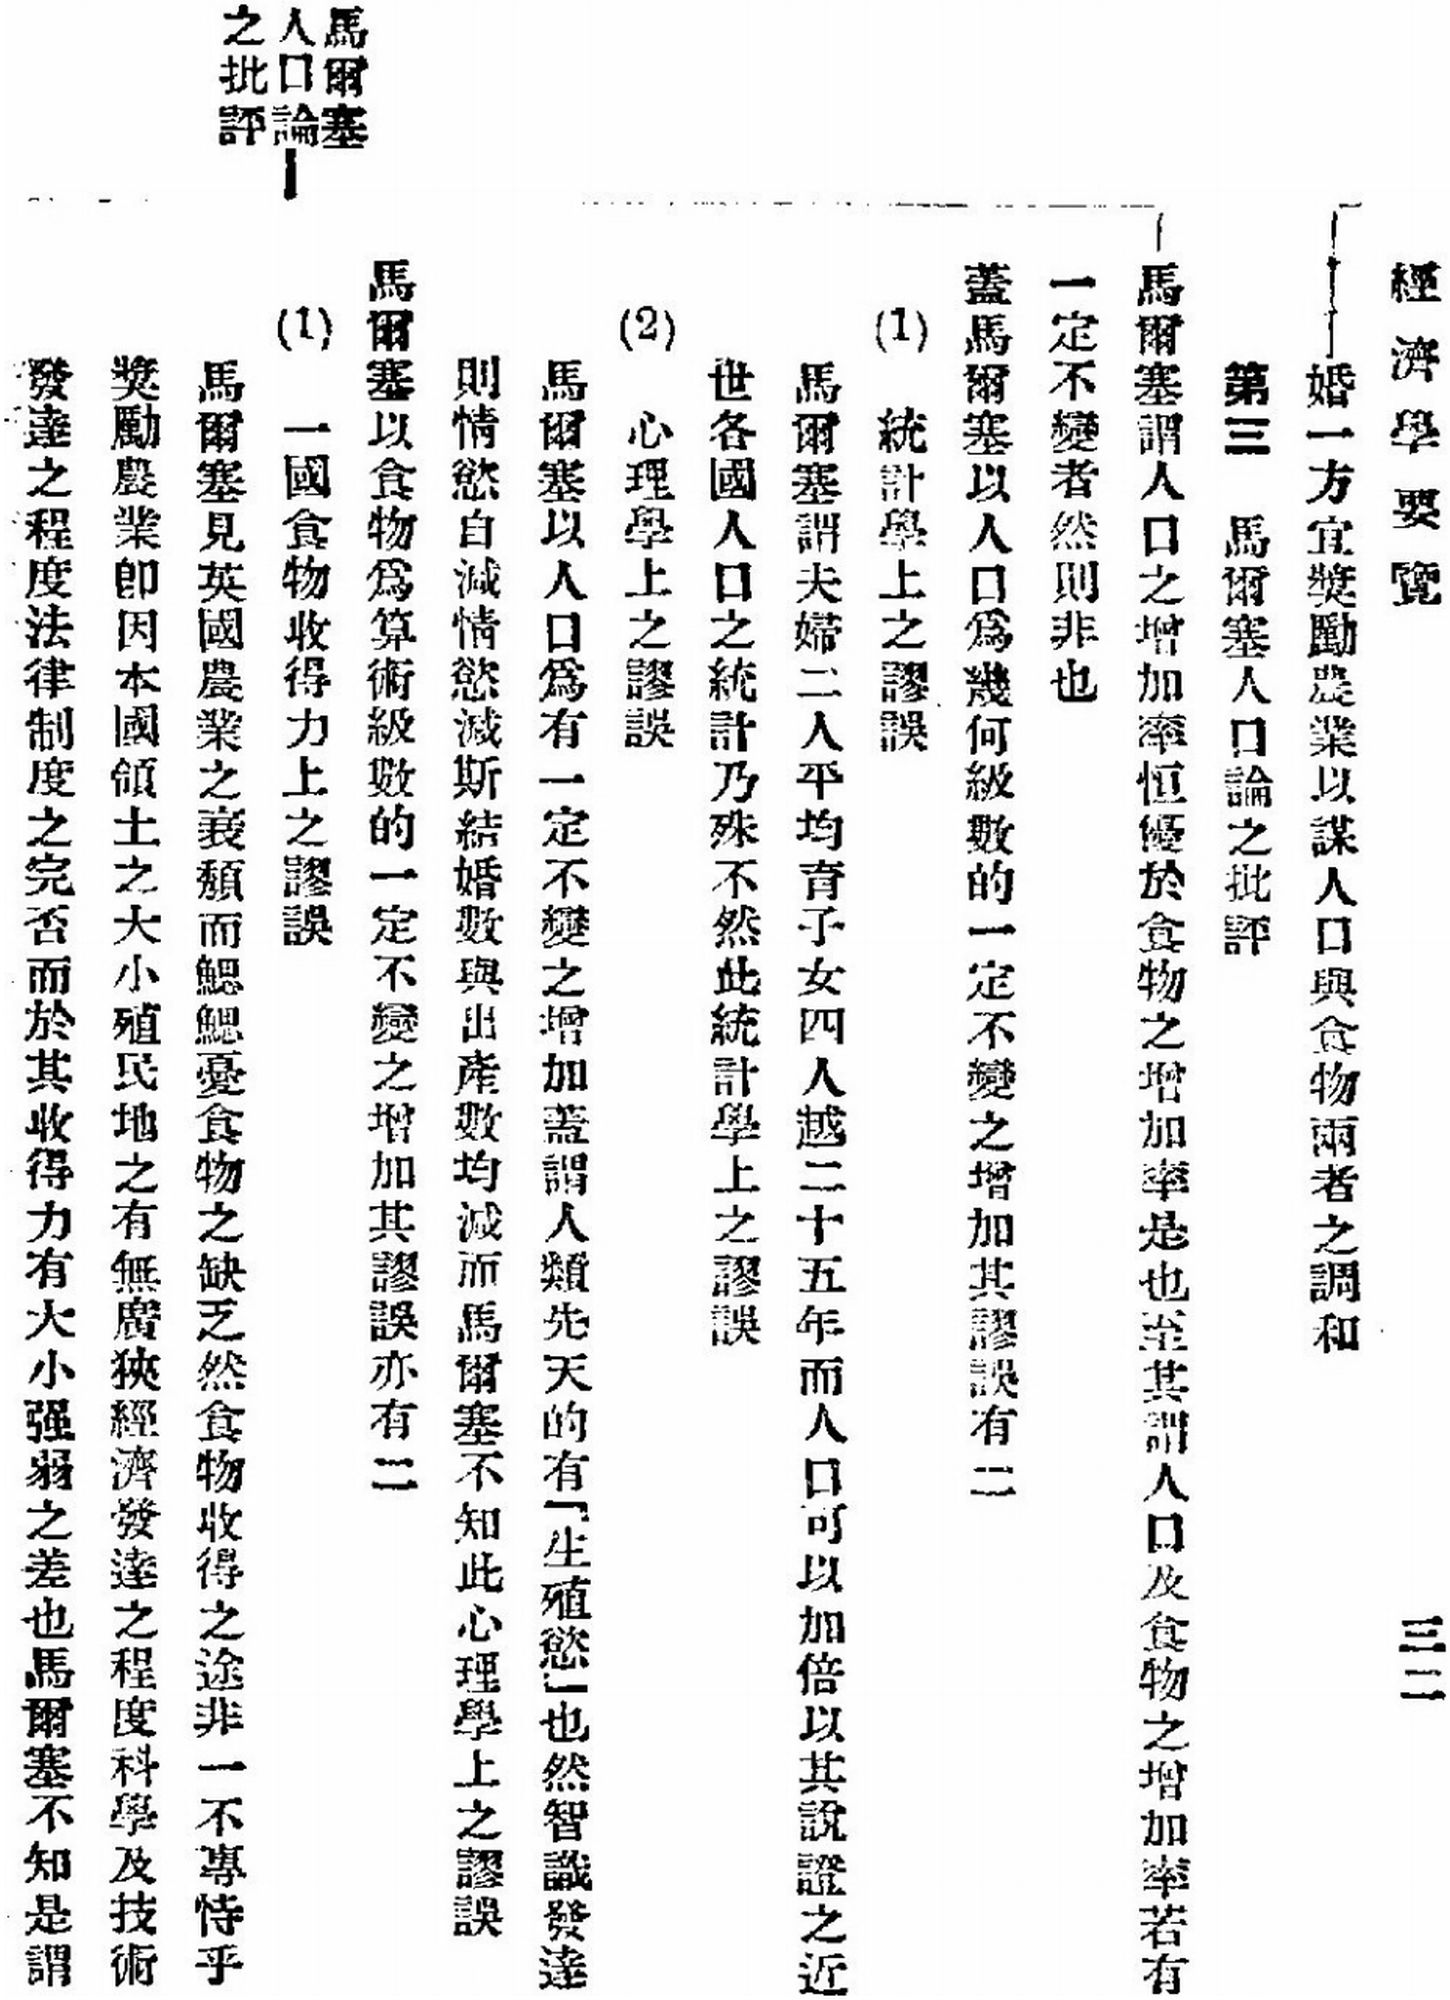 經濟學要覽
三二
婚一方宜獎勵農業以謀人口與食物兩者之調和
第三　馬爾塞人口論之批評
馬爾塞謂人口之增加率恒優於食物之增加率是也至其謂人口及食物之增加率若有
一定不變者然則非也
蓋馬爾塞以人口爲幾何級數的一定不變之增加其謬誤有二
(1)　統計學上之謬誤
馬爾塞謂夫婦二人平均育子女四人越二十五年而人口可以加倍以其說證之近
世各國人口之統計乃殊不然此統計學上之謬誤
(2)　心理學上之謬誤
馬爾塞以人口爲有一定不變之增加蓋謂人類先天的有「生殖慾」也然智識發達
則情慾自減情慾減斯結婚數與出產數均減而馬爾塞不知此心理學上之謬誤
馬爾塞以食物爲算術級數的一定不變之增加其謬誤亦有二
(1)　一國食物收得力上之謬誤
馬爾塞見英國農業之衰頹而鰓鰓憂食物之缺乏然食物收得之途非一不專恃乎
獎勵農業卽因本國領土之大小殖民地之有無廣狹經濟發達之程度科學及技術
發達之程度法律制度之完否而於其收得力有大小强弱之差也馬爾塞不知是謂
馬爾塞
人口論
之批評